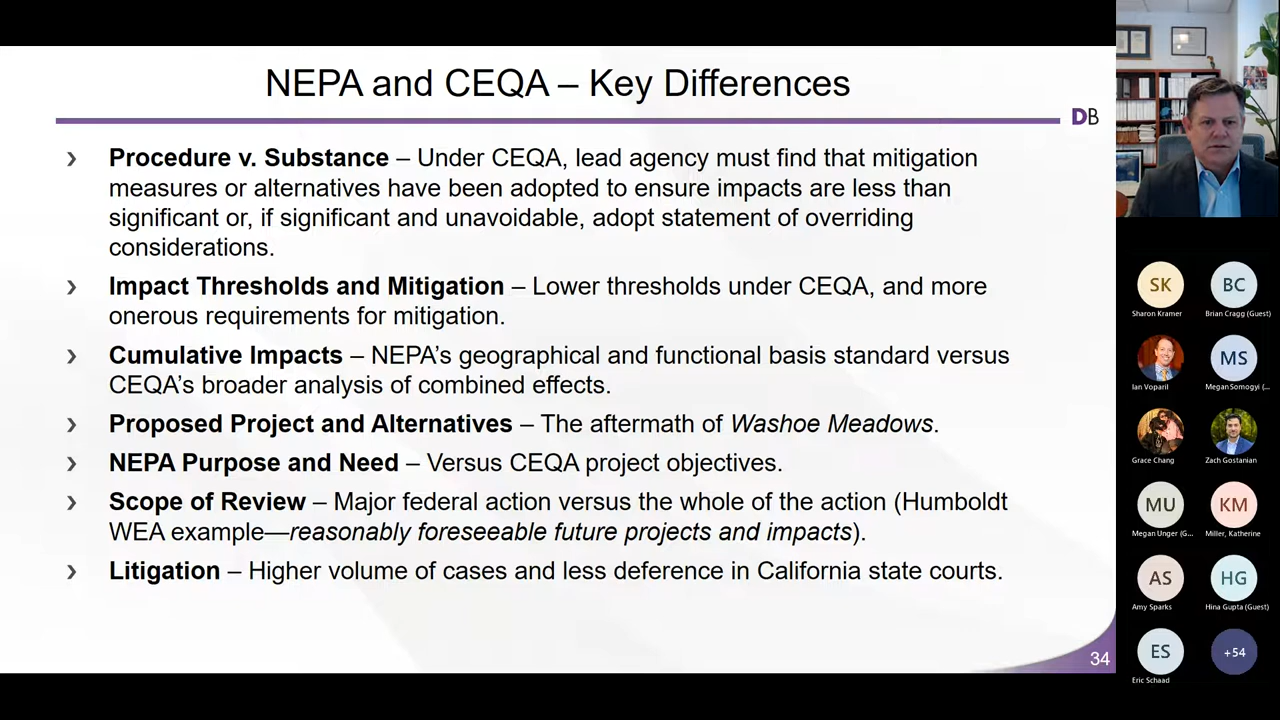 NEPA and CEQA – Key Differences
DB
› Procedure v. Substance – Under CEQA, lead agency must find that mitigation
measures or alternatives have been adopted to ensure impacts are less than
significant or, if significant and unavoidable, adopt statement of overriding
considerations.
› Impact Thresholds and Mitigation – Lower thresholds under CEQA, and more
onerous requirements for mitigation.
› Cumulative Impacts – NEPA’s geographical and functional basis standard versus
CEQA’s broader analysis of combined effects.
› Proposed Project and Alternatives – The aftermath of Washoe Meadows.
› NEPA Purpose and Need – Versus CEQA project objectives.
› Scope of Review – Major federal action versus the whole of the action (Humboldt
WEA example—reasonably foreseeable future projects and impacts).
› Litigation – Higher volume of cases and less deference in California state courts.
34
SK BC
Sharon Kramer Brian Cragg (Guest)
MS
Ian Voparil Megan Somogyi (...
Grace Chang Zach Gostanian
MU KM
Megan Unger (G... Miller, Katherine
AS HG
Amy Sparks Hina Gupta (Guest)
ES +54
Eric Schaad